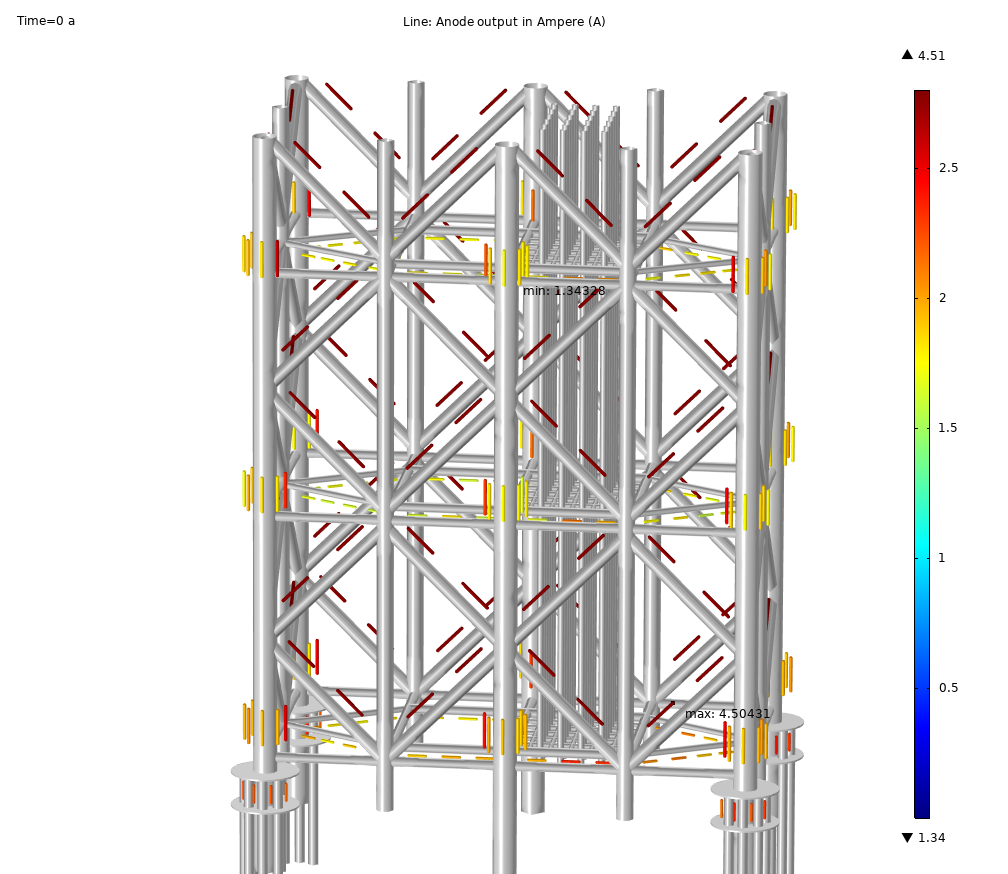 Time=0 a
Line: Anode output in Ampere (A)
▲ 4.51
2.5
2
1.5
1
0.5
▼ 1.34
min: 1.34328
max: 4.50431